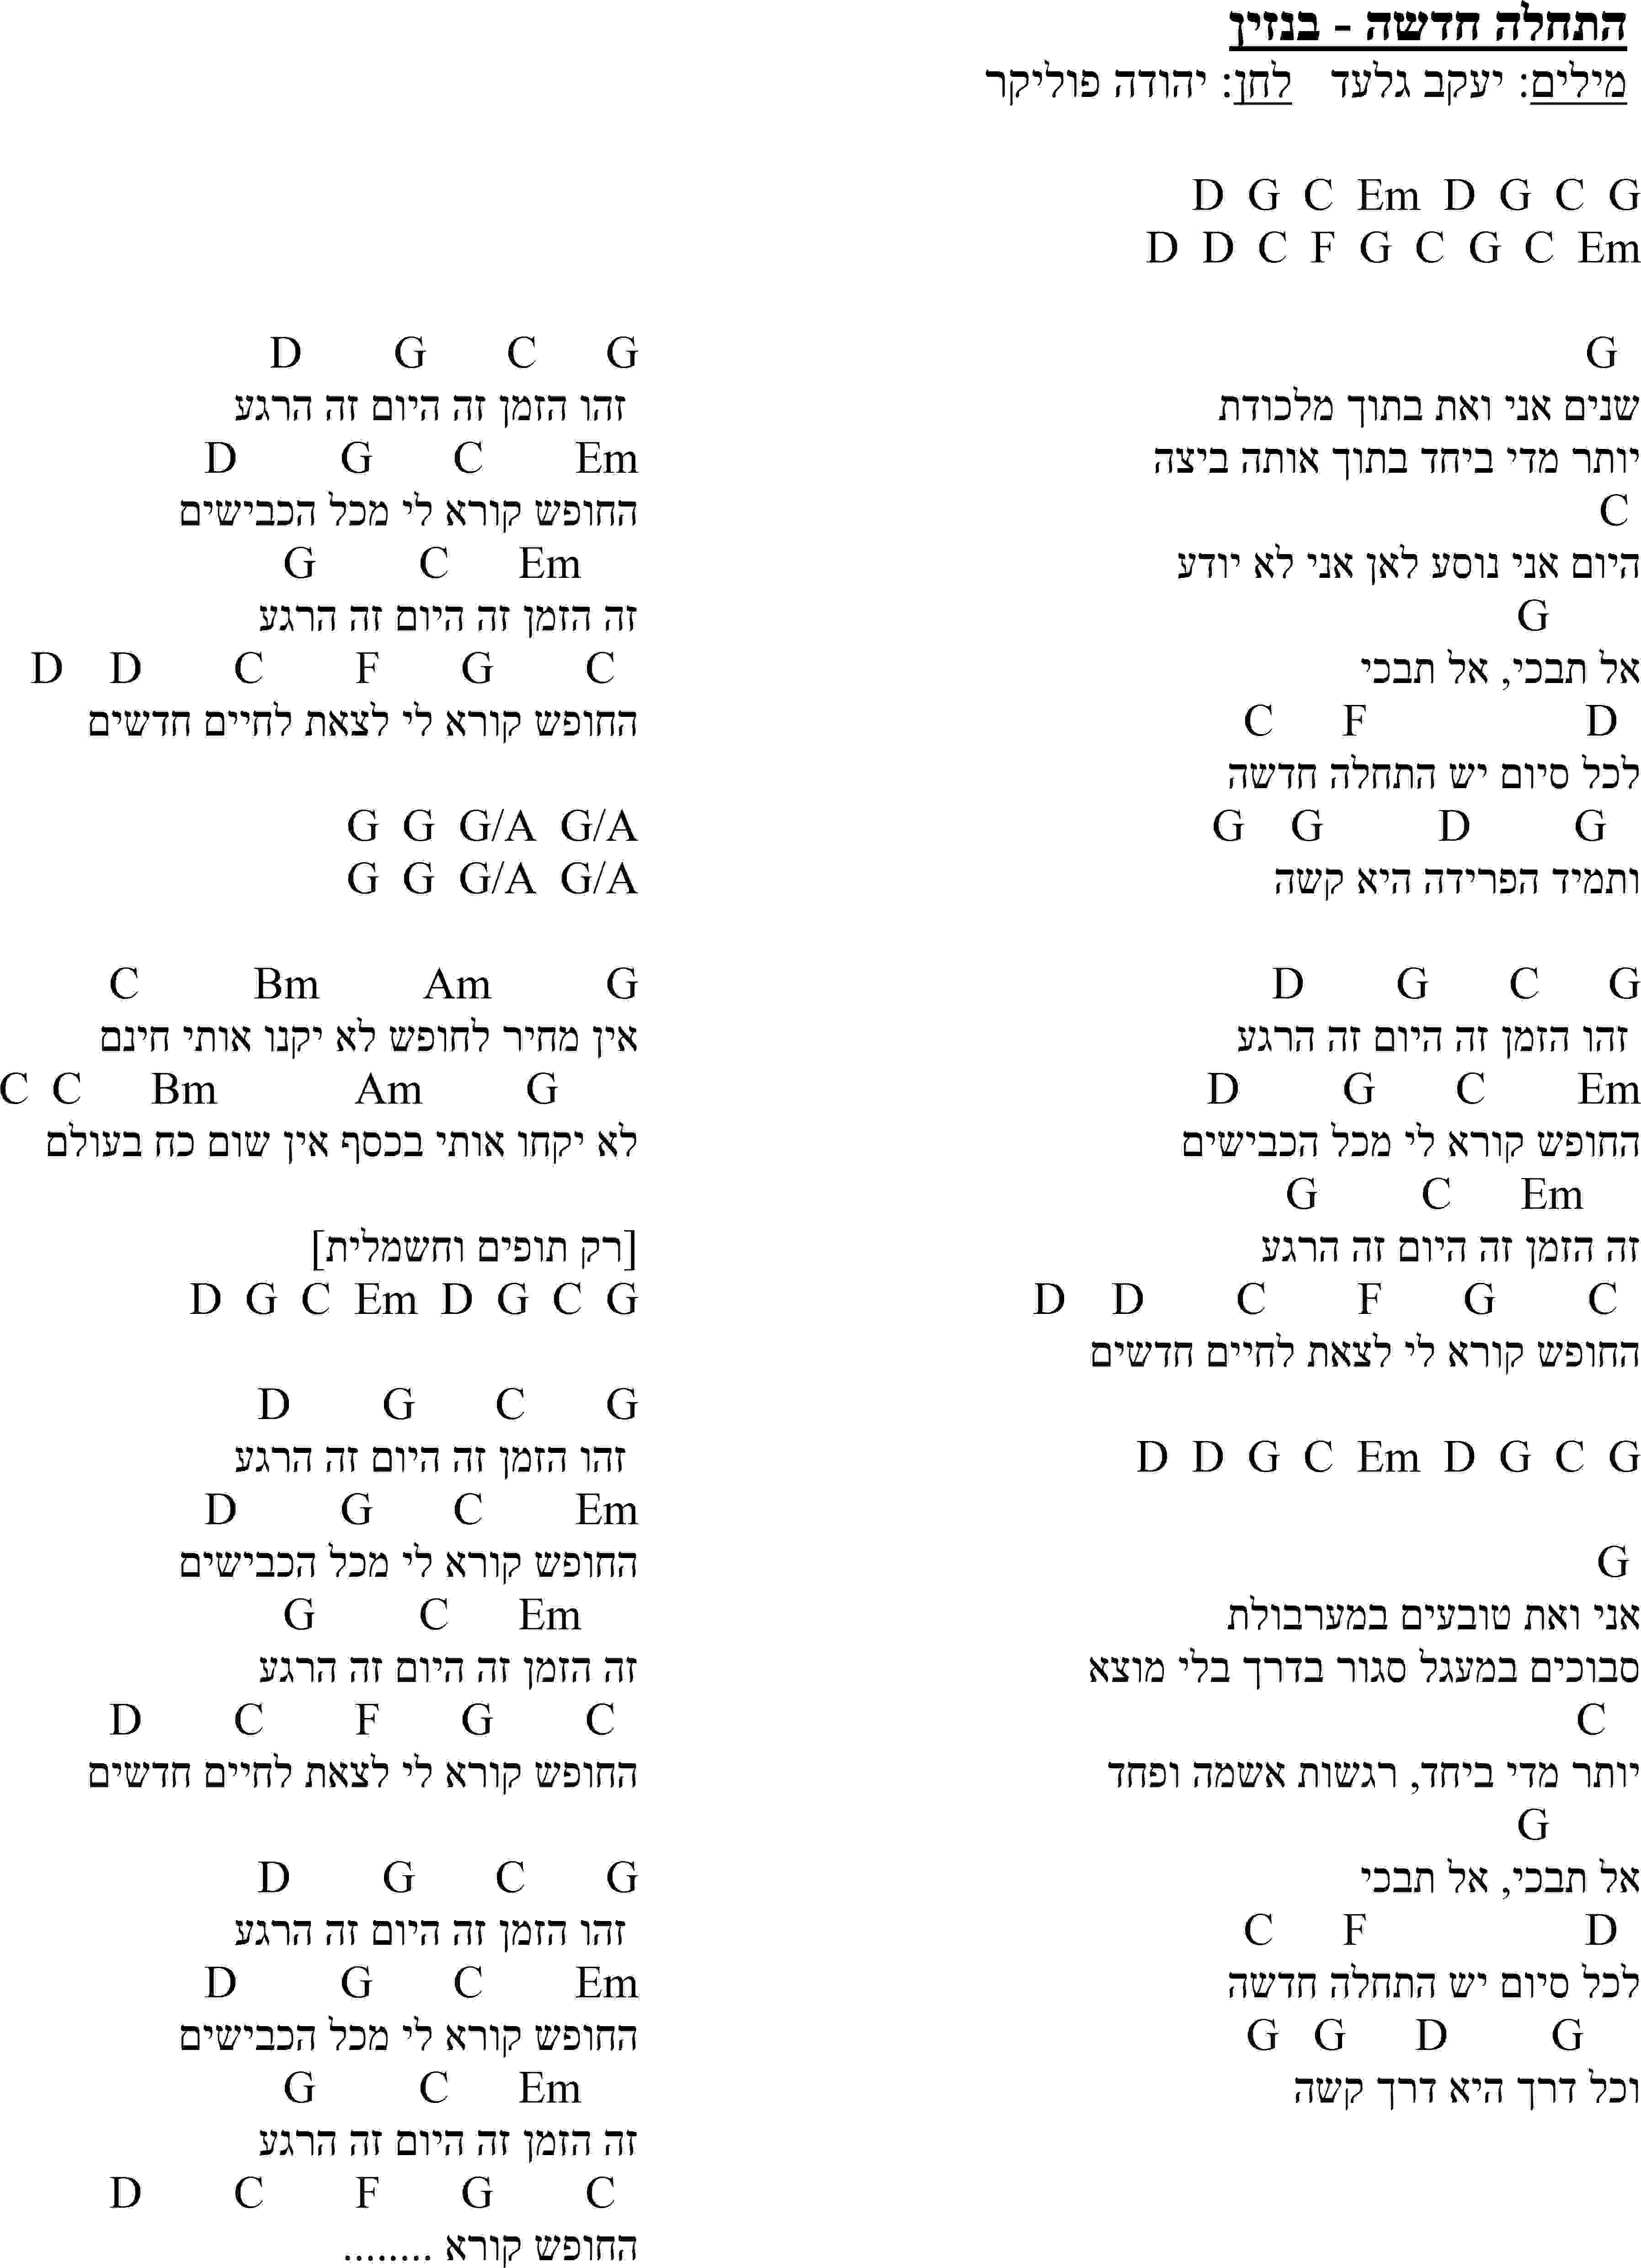 התחלה חדשה - בנזין
מילים: יעקב גלעד   לחן: יהודה פוליקר
D G C Em D G C G
D D C F G C G C Em
G
שנים אני ואת בתוך מלכודת
יותר מדי ביחד בתוך אותה ביצה
C
היום אני נוסע לאן אני לא יודע
G
אל תבכי, אל תבכי
C F D
לכל סיום יש התחלה חדשה
G G D G
ותמיד הפרידה היא קשה
D G C G
זהו הזמן זה היום זה הרגע
D G C Em
החופש קורא לי מכל הכבישים
G C Em
זה הזמן זה היום זה הרגע
D D C F G C
החופש קורא לי לצאת לחיים חדשים
D D G C Em D G C G
G
אני ואת טובעים במערבולת
סבוכים במעגל סגור בדרך בלי מוצא
C
יותר מדי ביחד, רגשות אשמה ופחד
G
אל תבכי, אל תבכי
C F D
לכל סיום יש התחלה חדשה
G G D G
וכל דרך היא דרך קשה
D G C G
זהו הזמן זה היום זה הרגע
D G C Em
החופש קורא לי מכל הכבישים
G C Em
זה הזמן זה היום זה הרגע
D D C F G C
החופש קורא לי לצאת לחיים חדשים
G G G/A G/A
G G G/A G/A
C Bm Am G
אין מחיר לחופש לא יקנו אותי חינם
C C Bm Am G
לא יקחו אותי בכסף אין שום כח בעולם
[רק תופים וחשמלית]
D G C Em D G C G
D G C G
זהו הזמן זה היום זה הרגע
D G C Em
החופש קורא לי מכל הכבישים
G C Em
זה הזמן זה היום זה הרגע
D C F G C
החופש קורא לי לצאת לחיים חדשים
D G C G
זהו הזמן זה היום זה הרגע
D G C Em
החופש קורא לי מכל הכבישים
G C Em
זה הזמן זה היום זה הרגע
D C F G C
החופש קורא ........